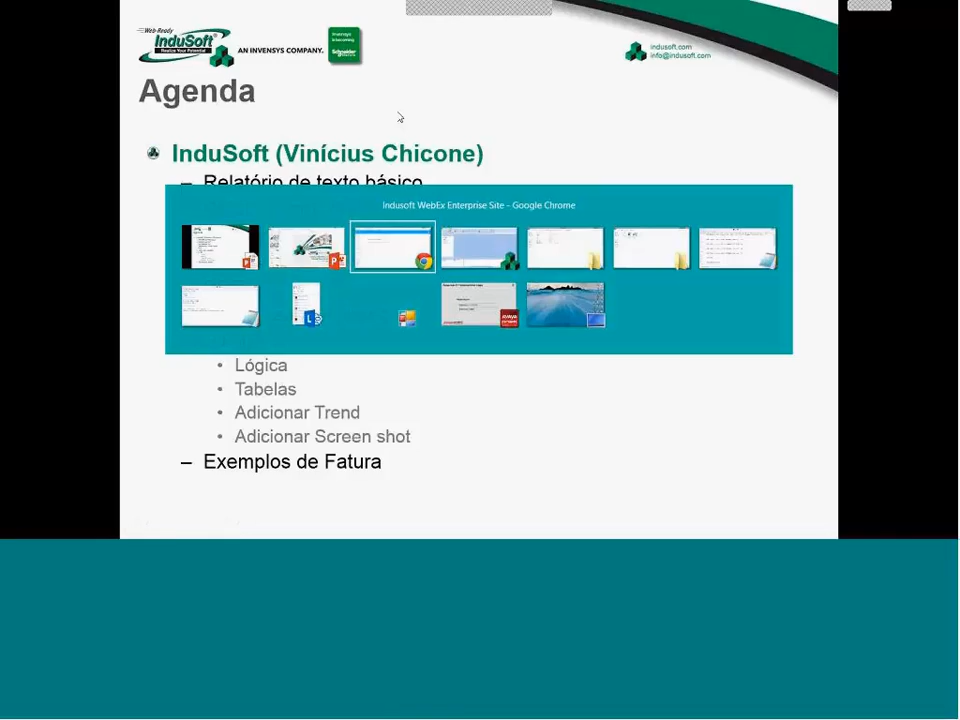 Web-Ready
InduSoft®
Realize Your Potential
AN INVENSYS COMPANY.
Schneider
indusoft.com
info@indusoft.com
Agenda
InduSoft (Vinícius Chicone)
– Relatório de texto básico
Indusoft WebEx Enterprise Site - Google Chrome
• Lógica
• Tabelas
• Adicionar Trend
• Adicionar Screen shot
– Exemplos de Fatura